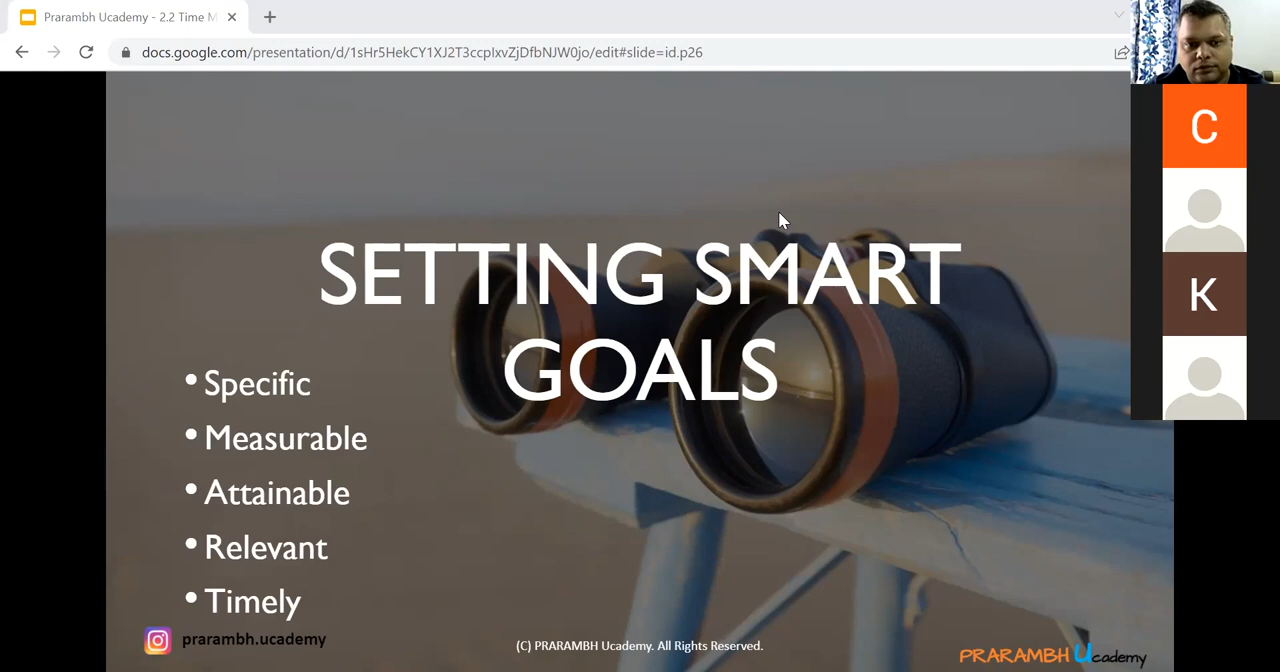 Prarambh Ucademy - 2.2 Time M
docs.google.com/presentation/d/1sHr5HekCY1XJ2T3ccpIxvZjDfbNJW0jo/edit#slide=id.p26
C
K
SETTING SMART
GOALS
• Specific
• Measurable
• Attainable
• Relevant
• Timely
prarambh.ucademy
(C) PRARAMBH Ucademy. All Rights Reserved.
PRARAMBH Ucademy